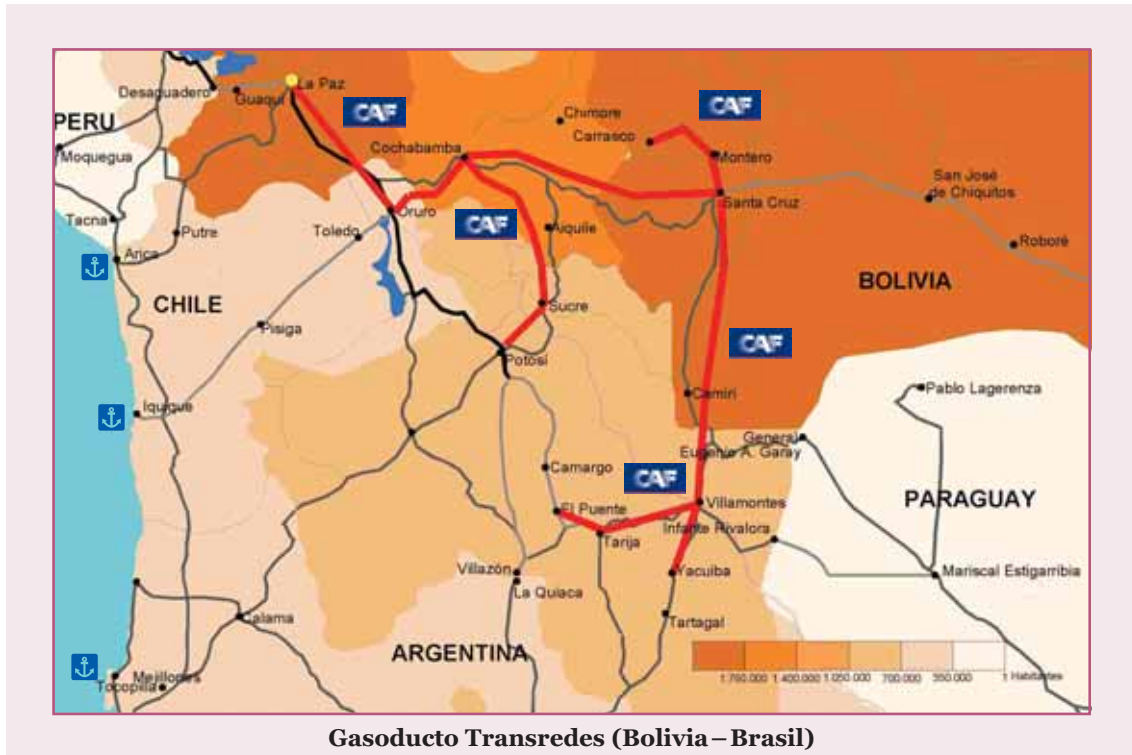 La Paz
Desaguadero
Guaqui
CAF
CAF
PERU
Chimore
Carrasco
Moquegua
Cochabamba
Montero
San José
de Chiquitos
Santa Cruz
Tacna
Putre
Oruro
Toledo
CAF
Aiquile
Roboré
Arica
BOLIVIA
CHILE
Sucre
Pisiga
CAF
Potosí
Camiri
Pablo Lagerenza
Iquique
General
Eugenio A. Garay
Camargo
CAF
PARAGUAY
El Puente
Villamontes
Infante Rivalora
Tarija
Villazón
Yacuiba
Mariscal Estigarribia
La Quiaca
Calama
Tartagal
ARGENTINA
Mejillones
Tocopilla
1.750.000 1.400.000 1.050.000 700.000 350.000 1 Habitantes
Gasoducto Transredes (Bolivia–Brasil)